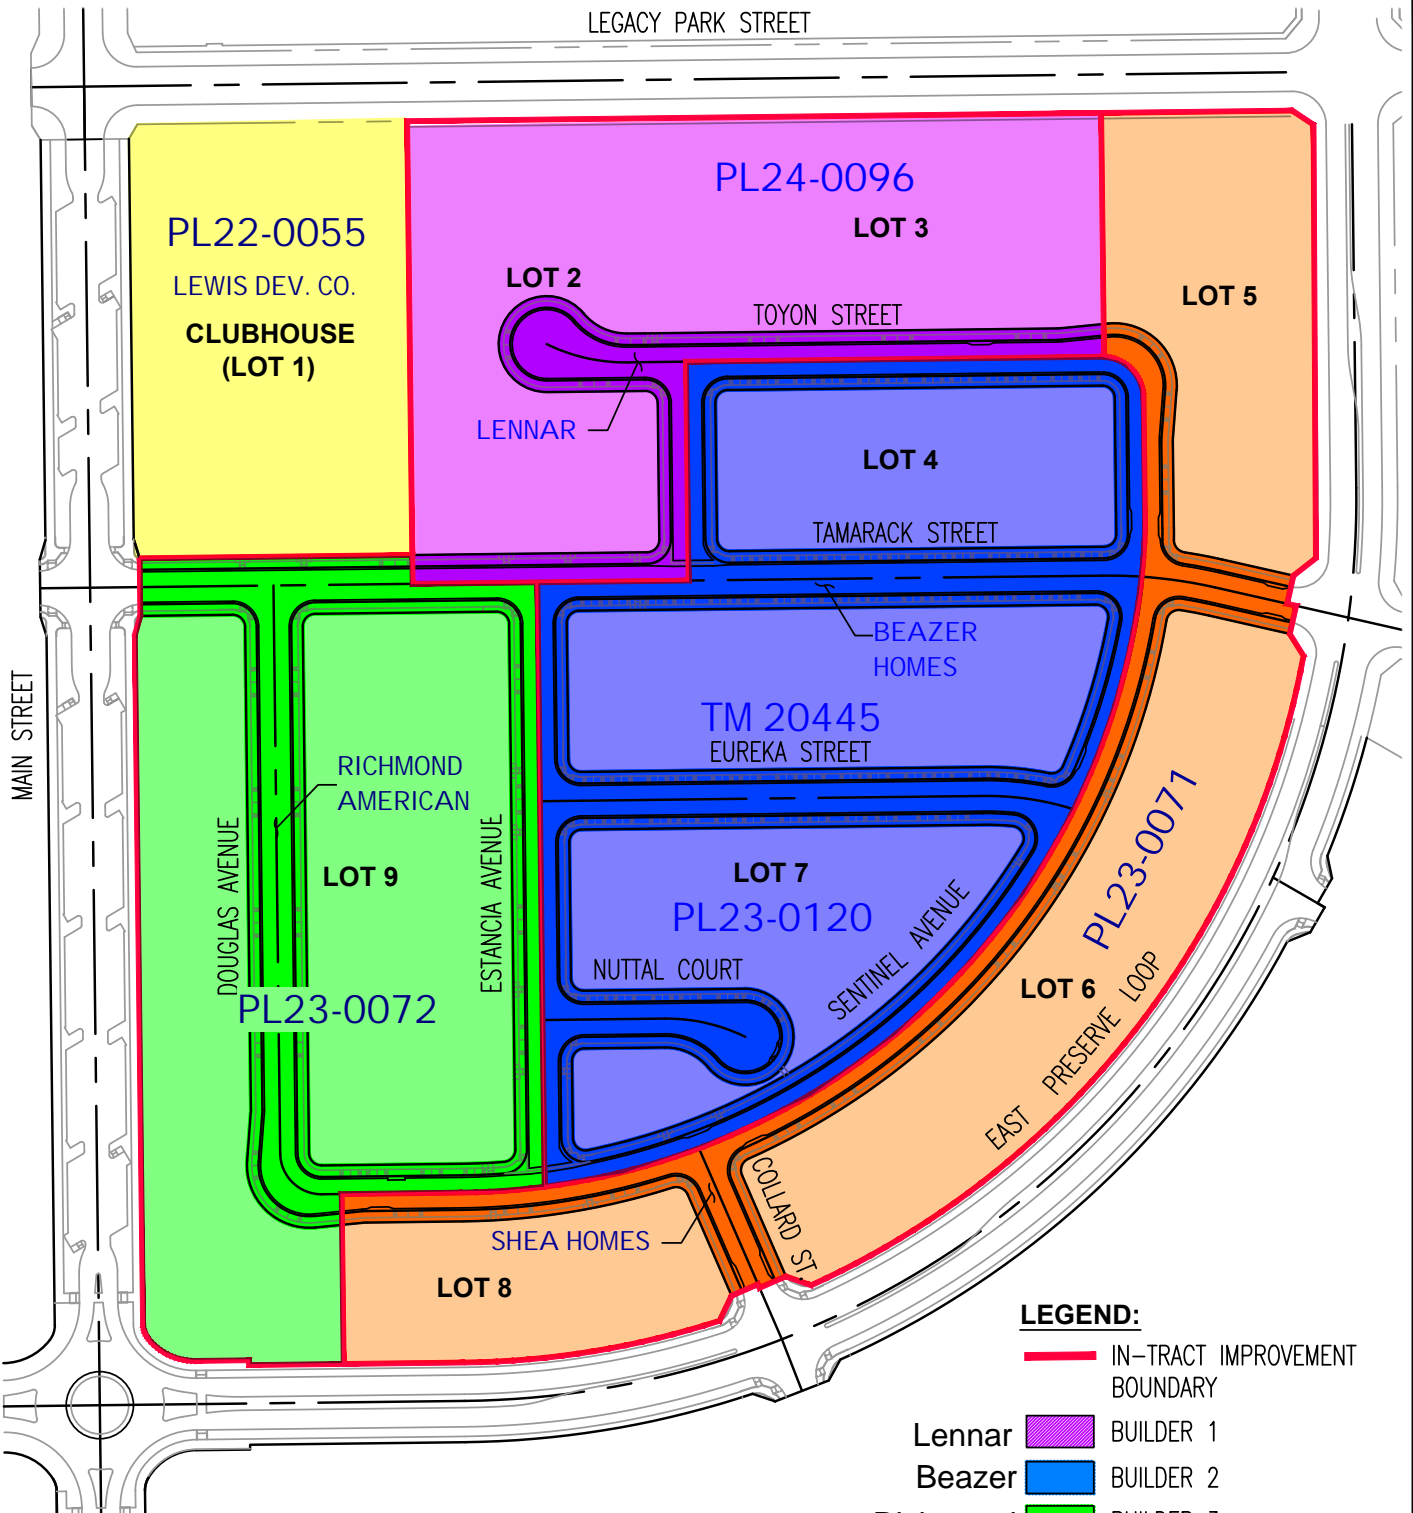 LEGACY PARK STREET
PL24-0096
LOT 3
PL22-0055
LEWIS DEV. CO.
CLUBHOUSE
(LOT 1)
LOT 2
LOT 5
TOYON STREET
LENNAR
LOT 4
TAMARACK STREET
BEAZER
HOMES
MAIN STREET
TM 20445
EUREKA STREET
RICHMOND
AMERICAN
PL23-0071
DOUGLAS AVENUE
LOT 9
ESTANCIA AVENUE
LOT 7
PL23-0120
SENTINEL AVENUE
NUTTAL COURT
LOT 6
PL23-0072
EAST PRESERVE LOOP
COLLARD ST.
SHEA HOMES
LOT 8
LEGEND:
IN-TRACT IMPROVEMENT
BOUNDARY
Lennar BUILDER 1
Beazer BUILDER 2